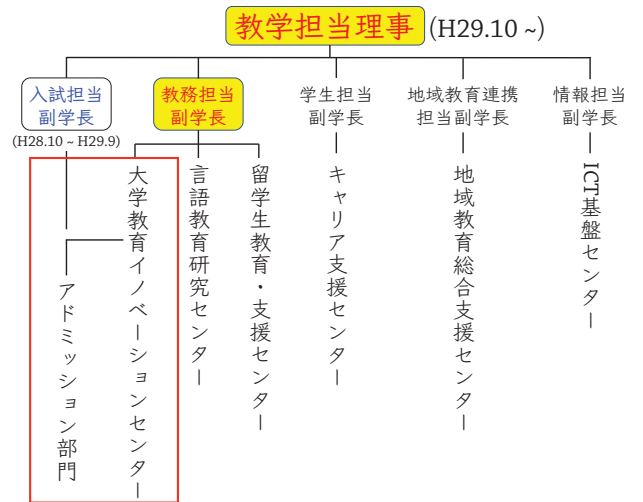 教学担当理事 (H29.10 ~)
入試担当
副学長
(H28.10 ~ H29.9)
教務担当
副学長
学生担当
副学長
地域教育連携
担当副学長
情報担当
副学長
アドミッション部門
大学教育イノベーションセンター
言語教育研究センター
留学生教育・支援センター
キャリア支援センター
地域教育総合支援センター
ICT基盤センター